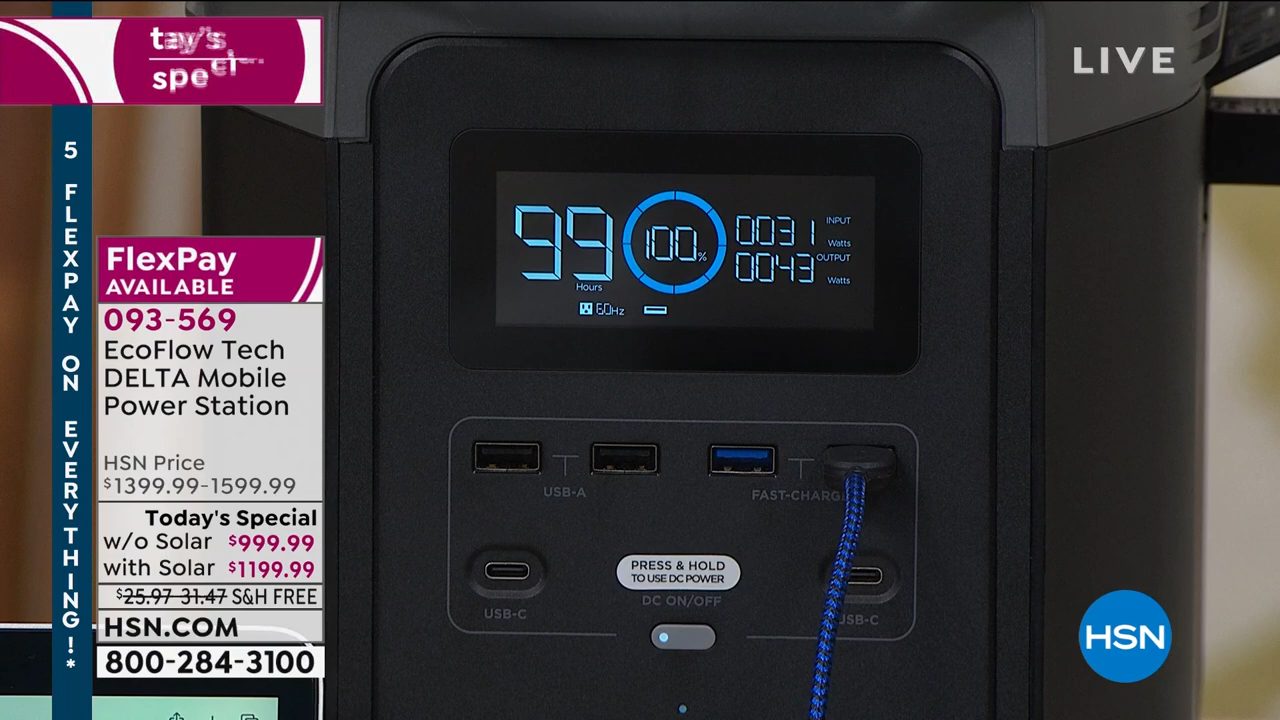 tay's
spe
LIVE
5 FLEXPAY ON EVERYTHING!*
FlexPay
AVAILABLE
093-569
EcoFlow Tech
DELTA Mobile
Power Station
HSN Price
$1399.99-1599.99
Today's Special
w/o Solar $999.99
with Solar $1199.99
$25.97-31.47 S&H FREE
HSN.COM
800-284-3100
99
Hours
100%
0031 INPUT
Watts
0043 OUTPUT
Watts
60Hz
USB-A
FAST-CHARGE
USB-C
PRESS & HOLD
TO USE DC POWER
DC ON/OFF
USB-C
HSN